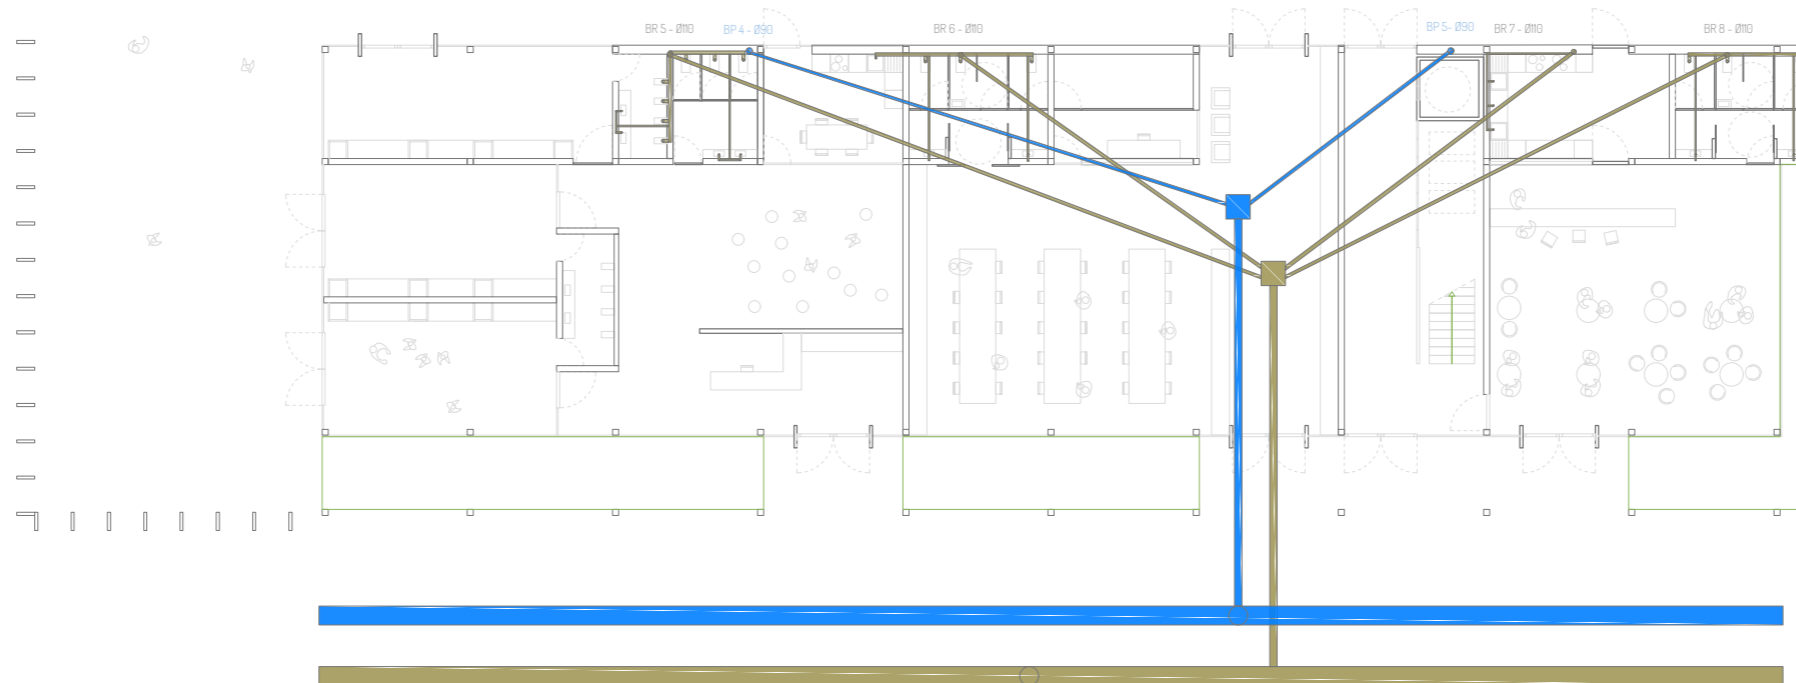 BR 5 - Ø110
BP 4 - Ø90
BR 6 - Ø110
BP 5 - Ø90
BR 7 - Ø110
BR 8 - Ø110